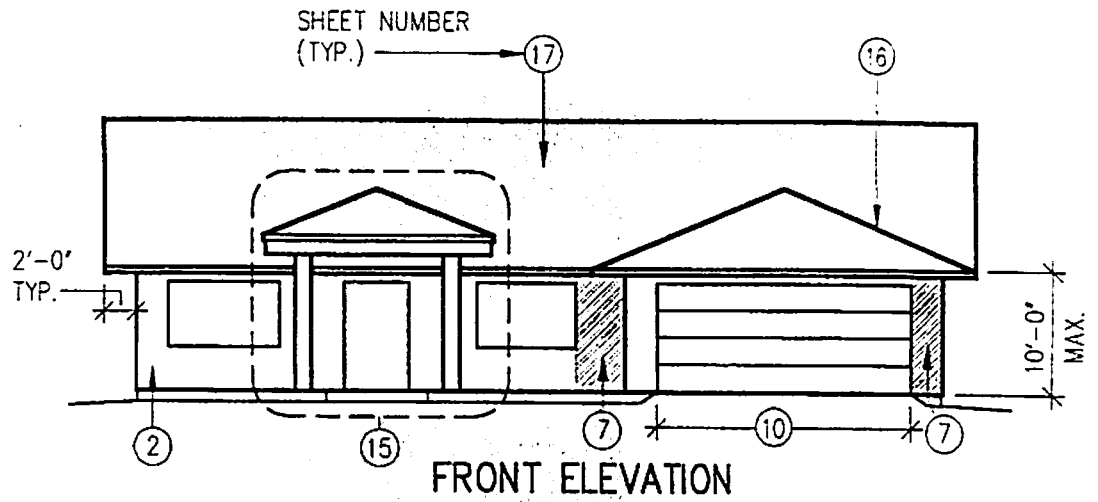 SHEET NUMBER
(TYP.)
17
16
2'-0"
TYP.
10'-0"
MAX.
2
15
7
10
7
FRONT ELEVATION